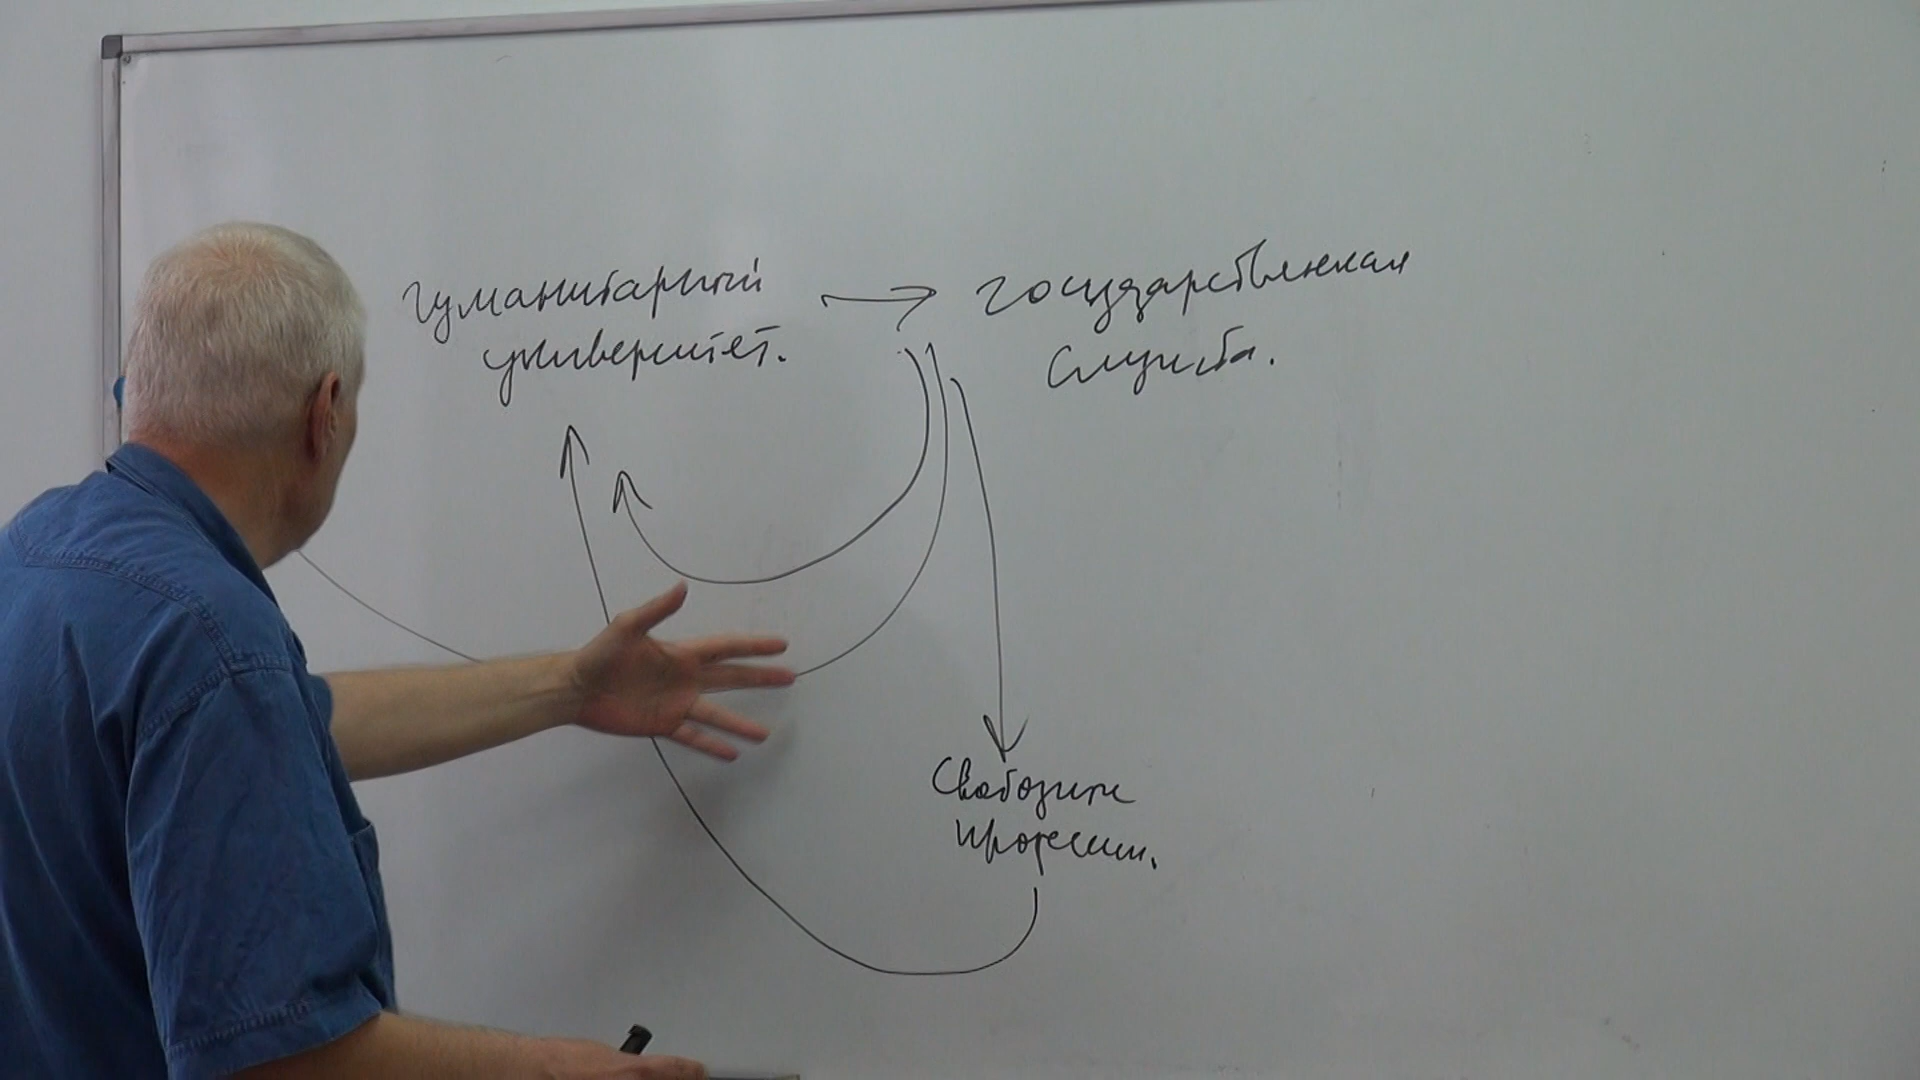 гуманитарный
университет.
государственная
служба.
Свободные
профессии.